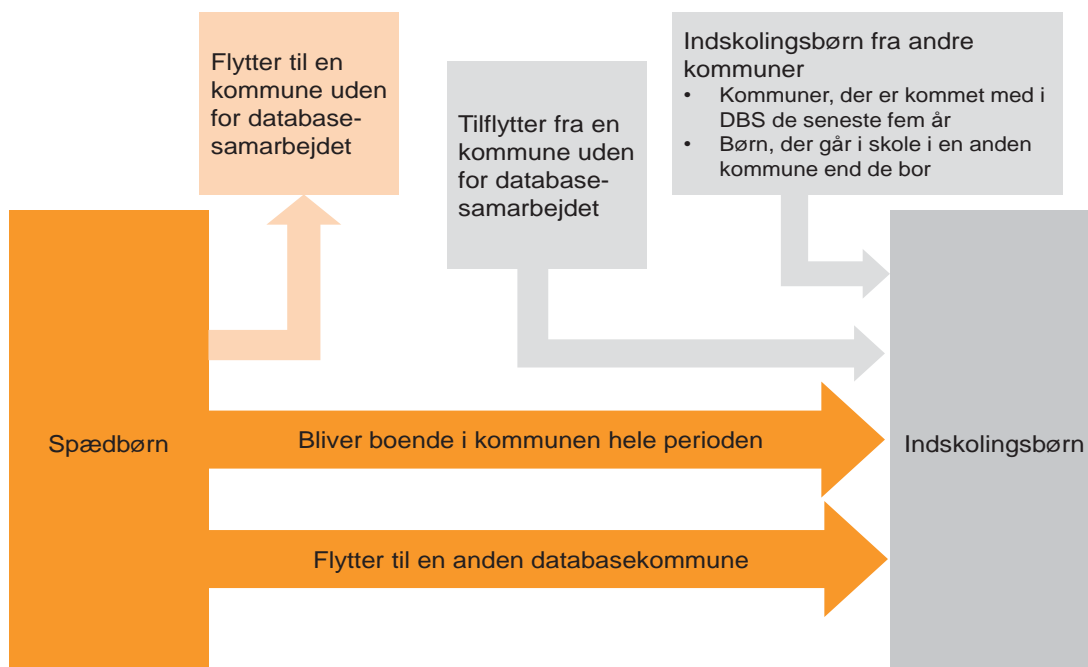 Flytter til en
kommune uden
for database-
samarbejdet
Tilflytter fra en
kommune uden
for database-
samarbejdet
Indskolingsbørn fra andre
kommuner
• Kommuner, der er kommet med i
DBS de seneste fem år
• Børn, der går i skole i en anden
kommune end de bor
Spædbørn
Bliver boende i kommunen hele perioden
Indskolingsbørn
Flytter til en anden databasekommune